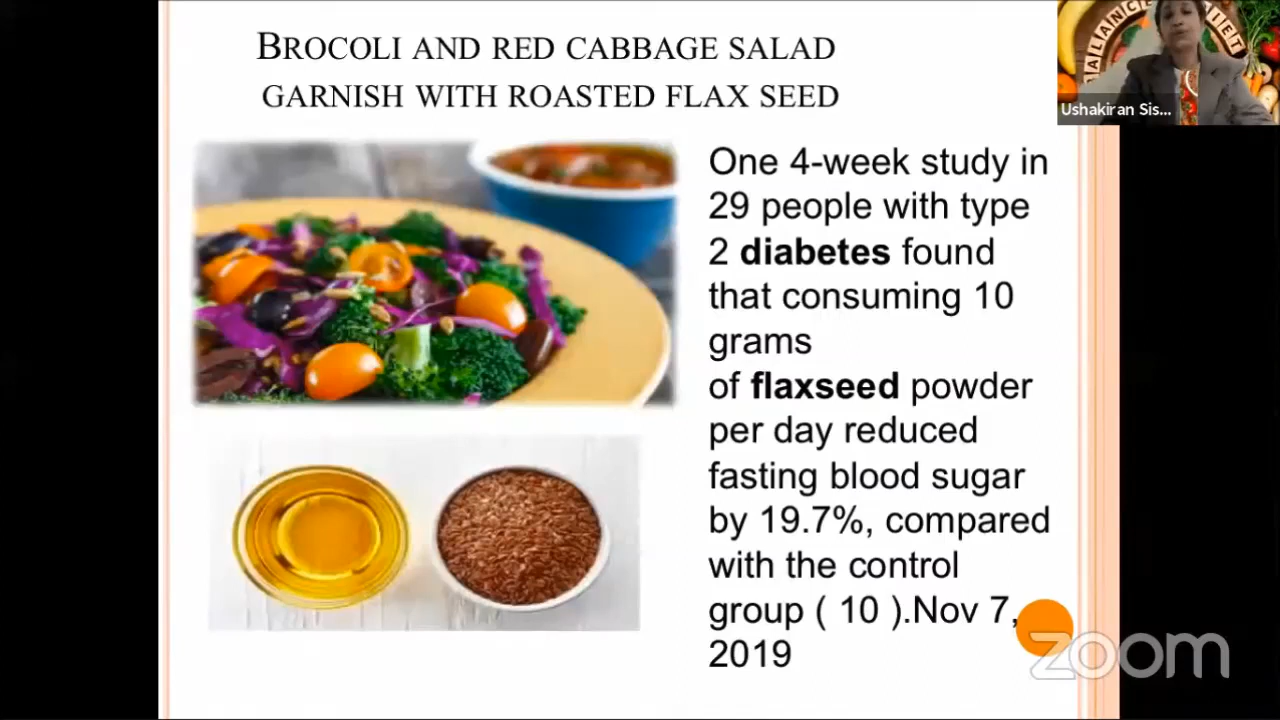 BROCOLI AND RED CABBAGE SALAD
GARNISH WITH ROASTED FLAX SEED
One 4-week study in
29 people with type
2 diabetes found
that consuming 10
grams
of flaxseed powder
per day reduced
fasting blood sugar
by 19.7%, compared
with the control
group ( 10 ).Nov 7,
2019
Ushakiran Sis...
zoom